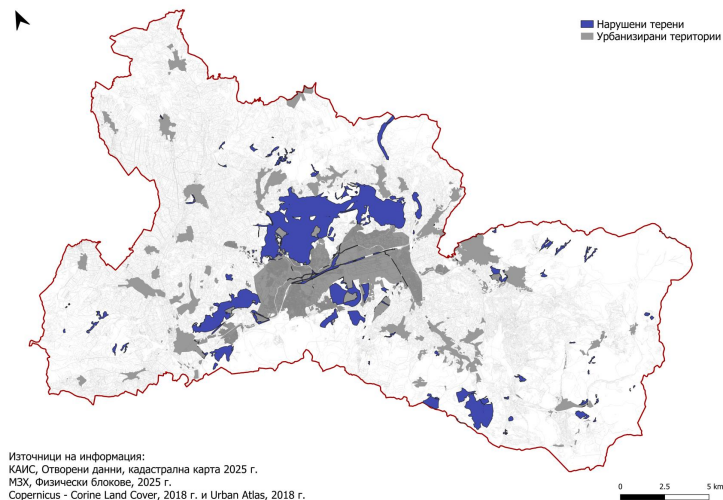 Нарушени терени
Урбанизирани територии
Източници на информация:
КАИС, Отворени данни, кадастрална карта 2025 г.
МЗХ, Физически блокове, 2025 г.
Copernicus - Corine Land Cover, 2018 г. и Urban Atlas, 2018 г.
0 2.5 5 km